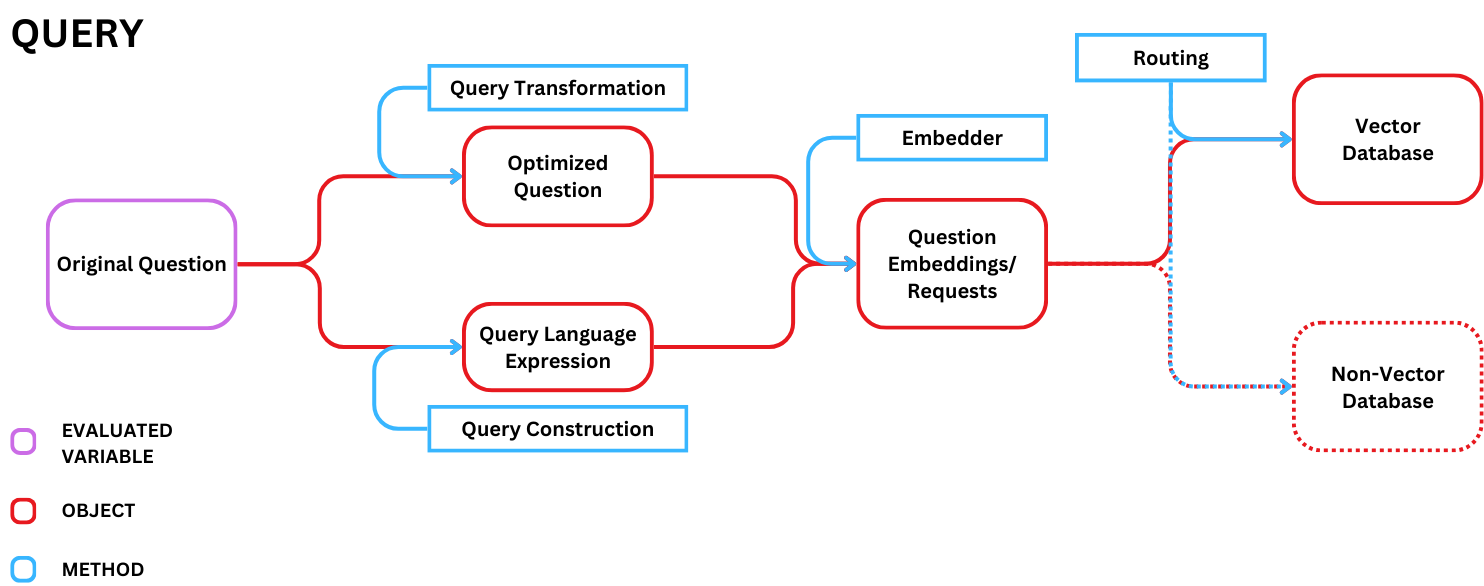 QUERY
Query Transformation
Optimized
Question
Original Question
Query Language
Expression
Query Construction
Embedder
Question
Embeddings/
Requests
Routing
Vector
Database
Non-Vector
Database
EVALUATED
VARIABLE
OBJECT
METHOD